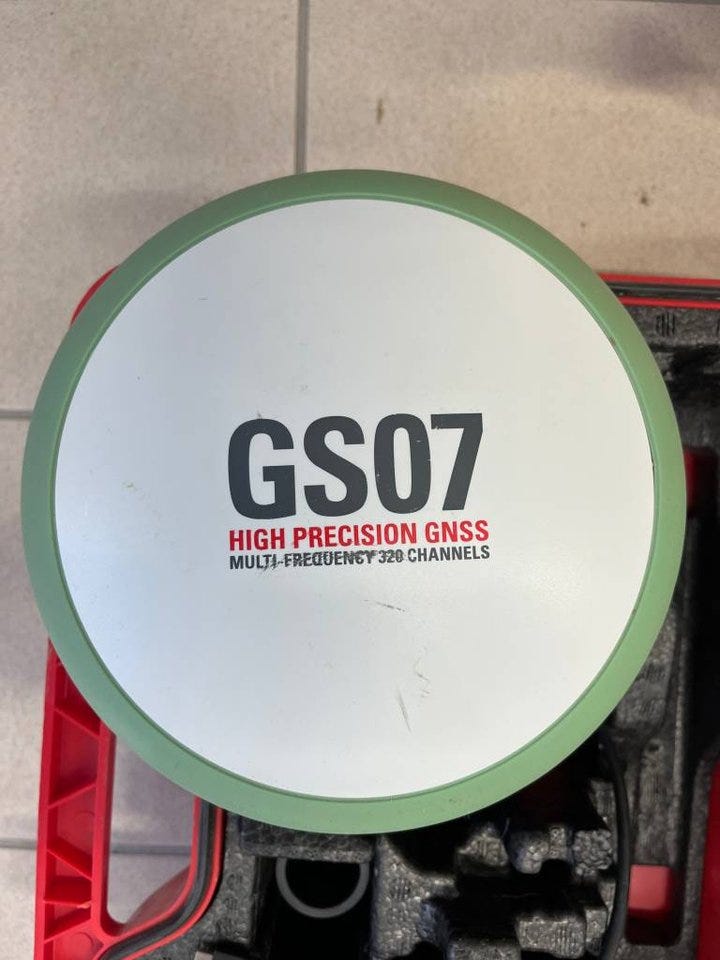 GS07
HIGH PRECISION GNSS
MULTI-FREQUENCY 320 CHANNELS